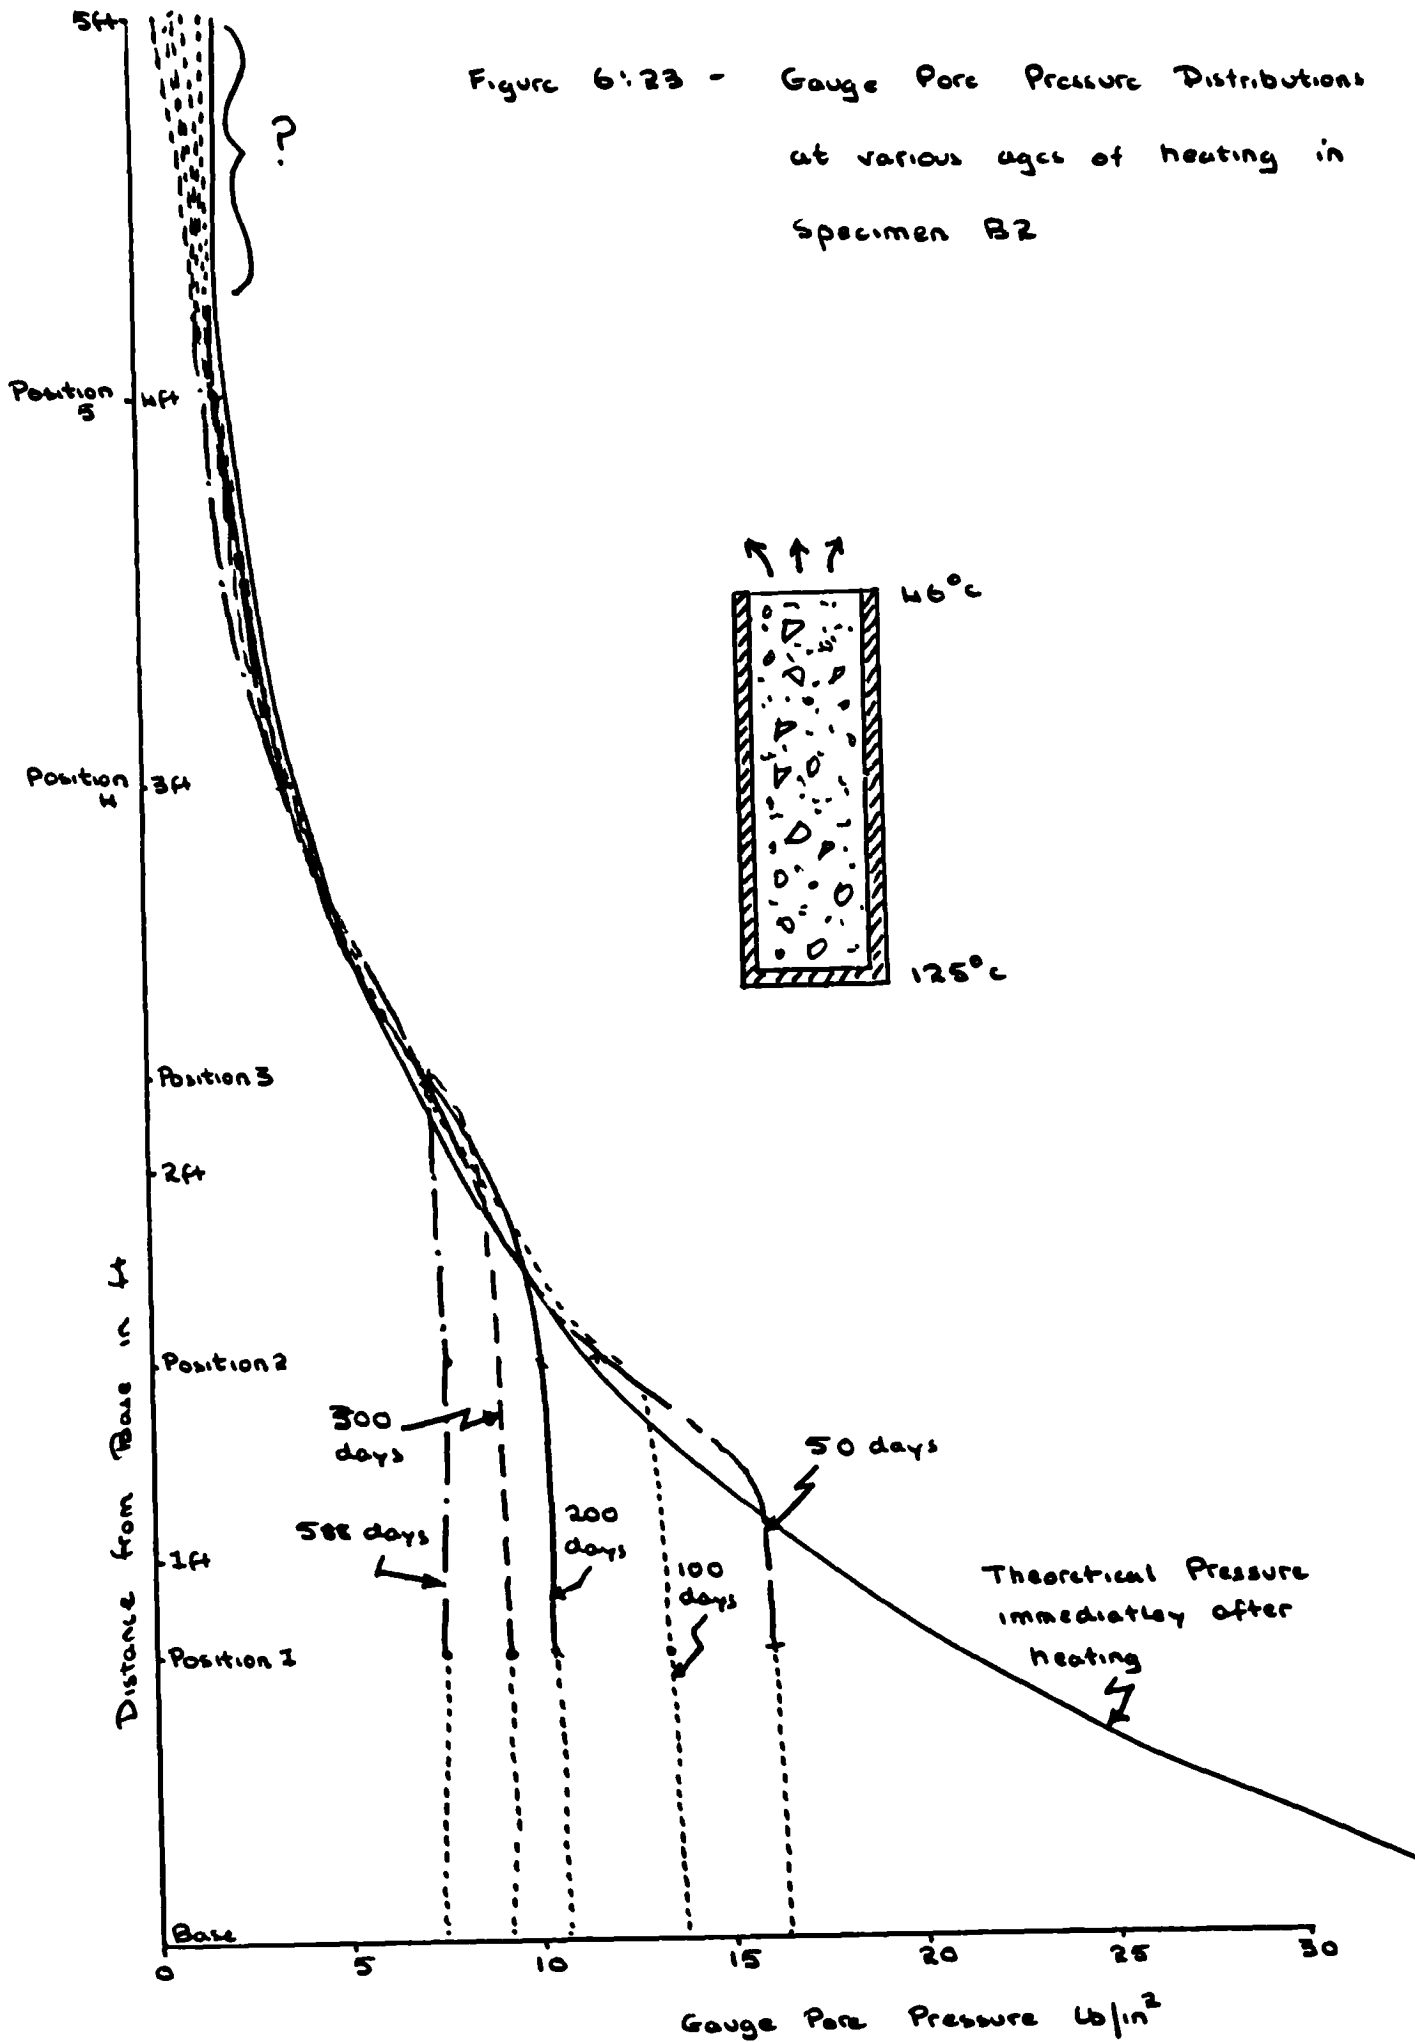 5ft
Figure 6:23 - Gauge Pore Pressure Distributions
at various ages of heating in
Specimen B2
?
Position
5
4ft
46°c
125°c
Position
4
3ft
Position 3
2ft
Position 2
300
days
50 days
588 days
200
days
1ft
100
days
Theoretical Pressure
immediatley after
heating
Position 1
Distance from Base in ft
Base
0
5
10
15
20
25
30
Gauge Pore Pressure Lb/in²